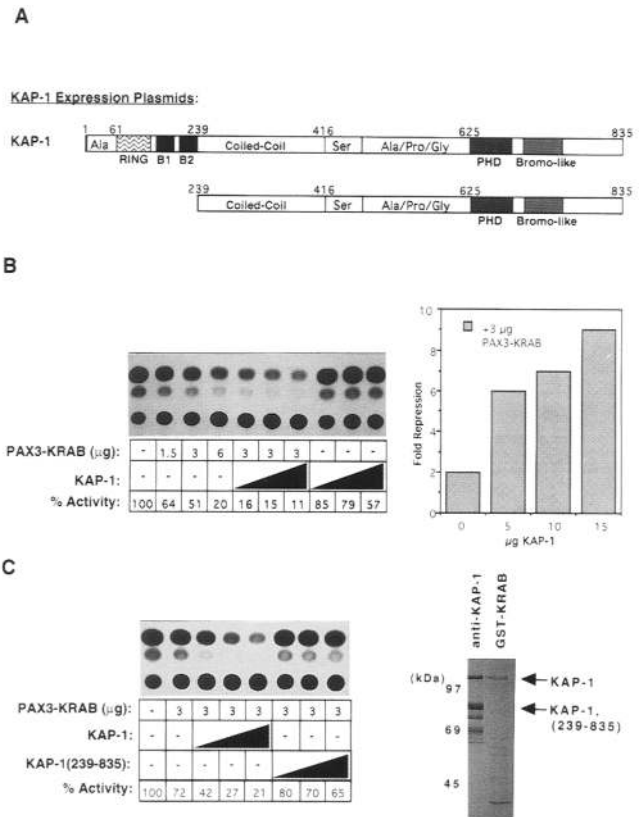 A
KAP-1 Expression Plasmids:
1 61 239 416 625 835
KAP-1 Ala Coiled-Coil Ser Ala/Pro/Gly
RING B1 B2 PHD Bromo-like
239 416 625 835
Coiled-Coil Ser Ala/Pro/Gly
PHD Bromo-like
B
PAX3-KRAB (µg): - 1.5 3 6 3 3 3 - - -
KAP-1: - - - -
% Activity: 100 64 51 20 16 15 11 85 79 57
+3 µg
PAX3-KRAB
Fold Repression
10
8
6
4
2
0
0 5 10 15
µg KAP-1
C
PAX3-KRAB (µg): - 3 3 3 3 3 3 3
KAP-1: - - - - -
KAP-1(239-835): - - - - -
% Activity: 100 72 42 27 21 80 70 65
anti-KAP-1
GST-KRAB
(kDa)
97
69
45
KAP-1
KAP-1,
(239-835)